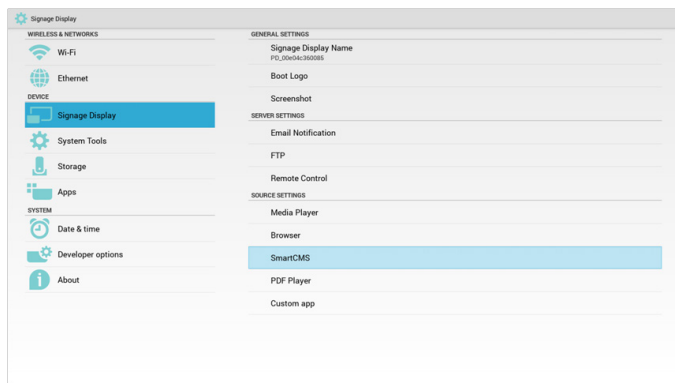 Signage Display
WIRELESS & NETWORKS
Wi-Fi
Ethernet
DEVICE
Signage Display
System Tools
Storage
Apps
SYSTEM
Date & time
Developer options
About
GENERAL SETTINGS
Signage Display Name
PD_00e04c360086
Boot Logo
Screenshot
SERVER SETTINGS
Email Notification
FTP
Remote Control
SOURCE SETTINGS
Media Player
Browser
SmartCMS
PDF Player
Custom app